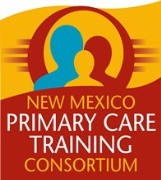 NEW MEXICO
PRIMARY CARE
TRAINING
CONSORTIUM